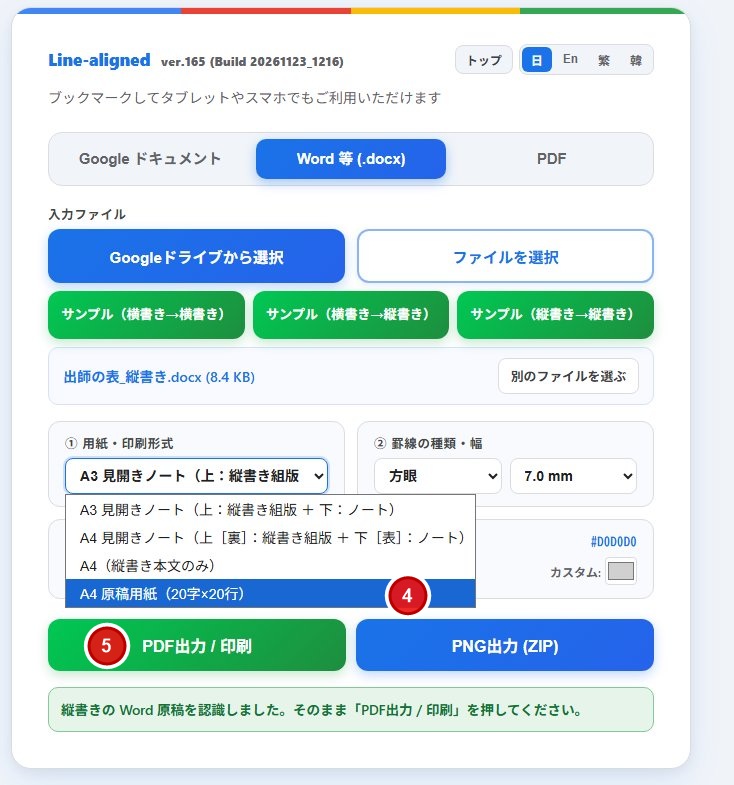 Line-aligned ver.165 (Build 20261123_1216)
トップ
日 En 繁 韓
ブックマークしてタブレットやスマホでもご利用いただけます
Google ドキュメント
Word 等 (.docx)
PDF
入力ファイル
Googleドライブから選択
ファイルを選択
サンプル（横書き→横書き）
サンプル（横書き→縦書き）
サンプル（縦書き→縦書き）
出師の表_縦書き.docx (8.4 KB)
別のファイルを選ぶ
① 用紙・印刷形式
A3 見開きノート（上：縦書き組版
② 罫線の種類・幅
方眼
7.0 mm
A3 見開きノート（上：縦書き組版 ＋ 下：ノート）
A4 見開きノート（上［裏］：縦書き組版 ＋ 下［表］：ノート）
A4（縦書き本文のみ）
A4 原稿用紙（20字×20行）
4
#D0D0D0
カスタム:
5
PDF出力 / 印刷
PNG出力 (ZIP)
縦書きの Word 原稿を認識しました。そのまま「PDF出力 / 印刷」を押してください。